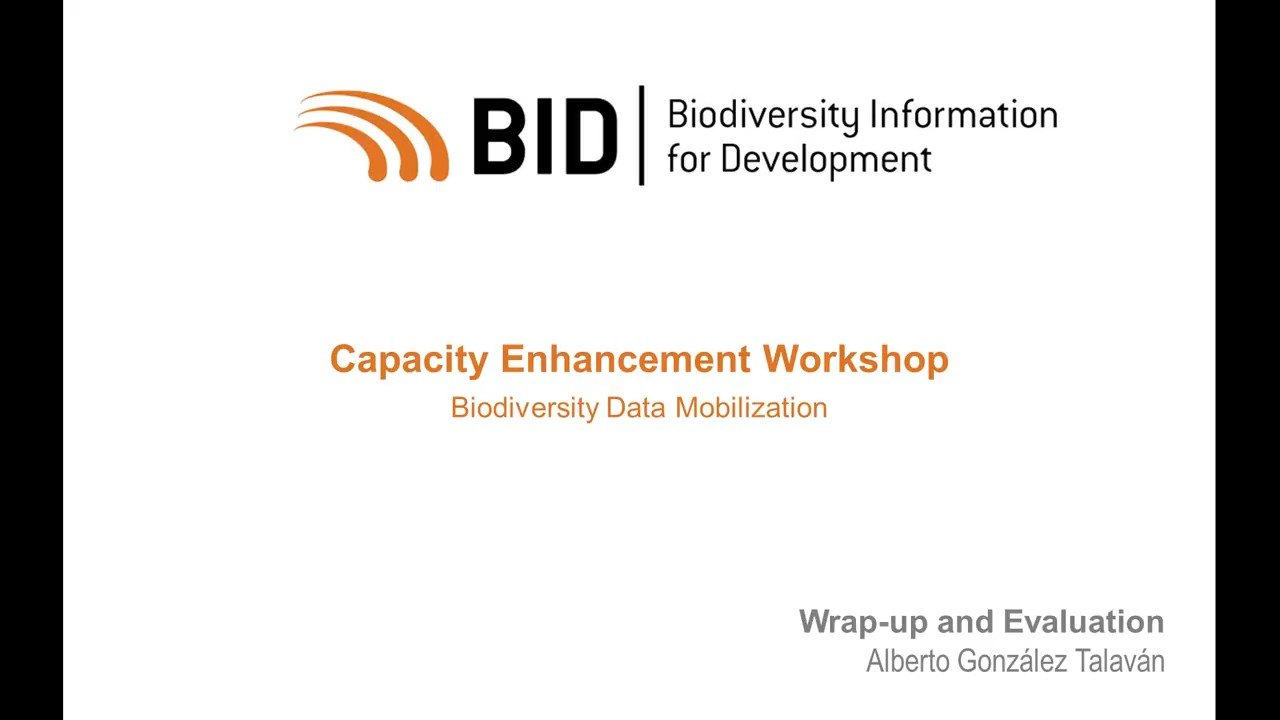 BID
Biodiversity Information
for Development
Capacity Enhancement Workshop
Biodiversity Data Mobilization
Wrap-up and Evaluation
Alberto González Talaván